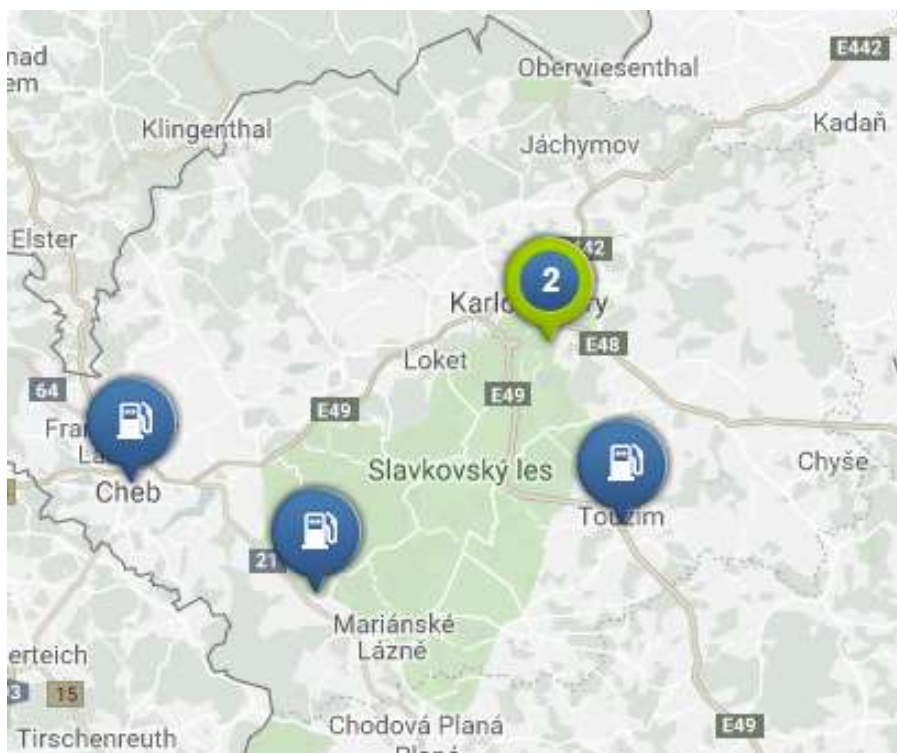 nad
em
Oberwiesenthal
E442
Klingenthal
Kadaň
Jáchymov
Elster
2
E48
Loket
64
E49
E49
Slavkovský les
Chyše
Cheb
21
Mariánské
Lázně
erteich
3
15
Chodová Planá
E49
Tirschenreuth